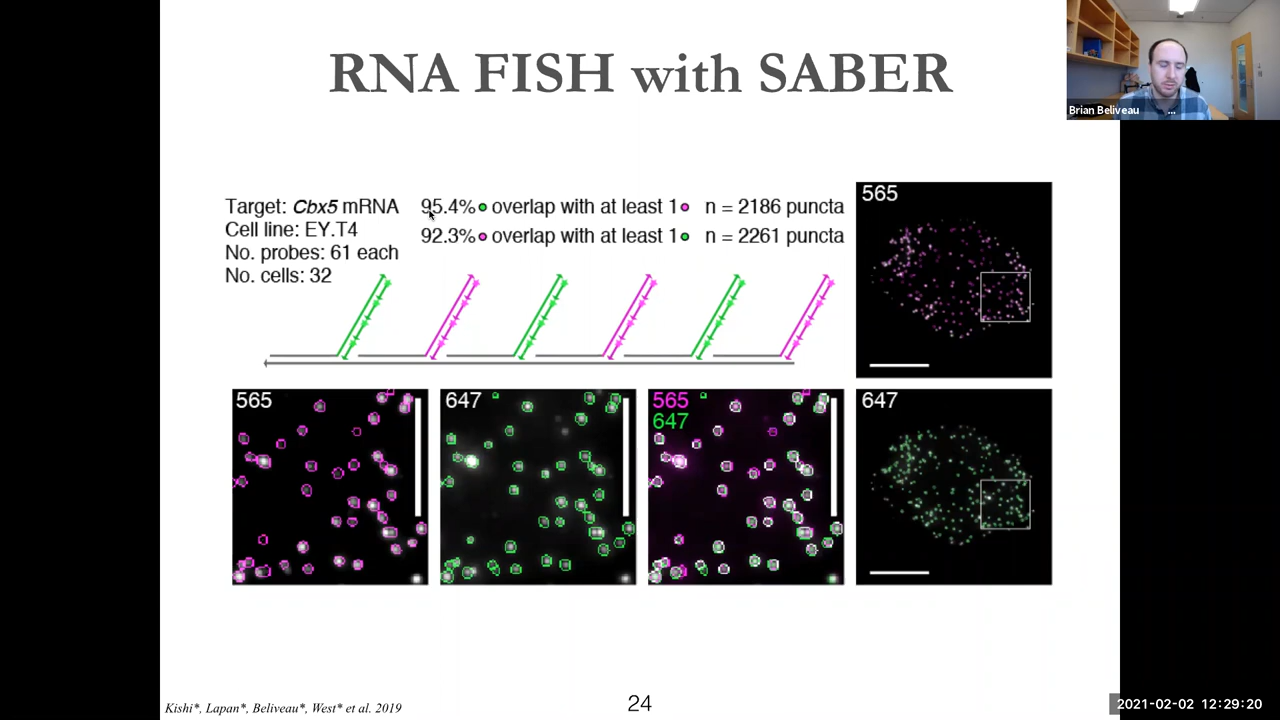 RNA FISH with SABER
Brian Beliveau
...
Target: Cbx5 mRNA
Cell line: EY.T4
No. probes: 61 each
No. cells: 32
95.4% overlap with at least 1 n = 2186 puncta
92.3% overlap with at least 1 n = 2261 puncta
565
565
647
565
647
647
Kishi*, Lapan*, Beliveau*, West* et al. 2019
24
2021-02-02 12:29:20